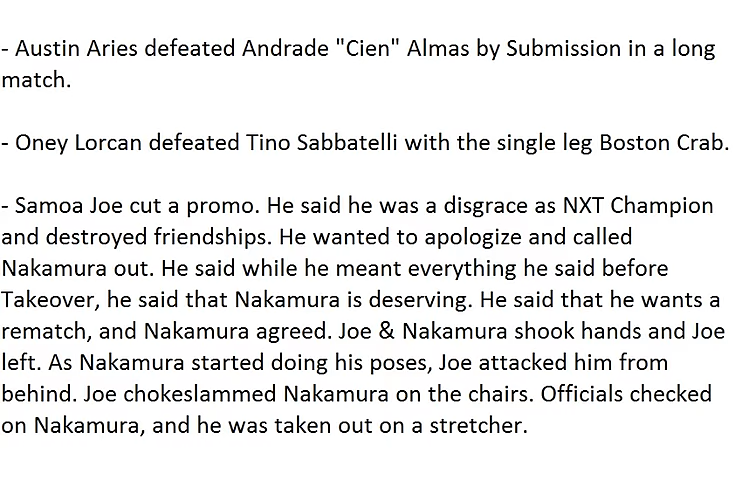 - Austin Aries defeated Andrade "Cien" Almas by Submission in a long
match.
- Oney Lorcan defeated Tino Sabbatelli with the single leg Boston Crab.
- Samoa Joe cut a promo. He said he was a disgrace as NXT Champion
and destroyed friendships. He wanted to apologize and called
Nakamura out. He said while he meant everything he said before
Takeover, he said that Nakamura is deserving. He said that he wants a
rematch, and Nakamura agreed. Joe & Nakamura shook hands and Joe
left. As Nakamura started doing his poses, Joe attacked him from
behind. Joe chokeslammed Nakamura on the chairs. Officials checked
on Nakamura, and he was taken out on a stretcher.